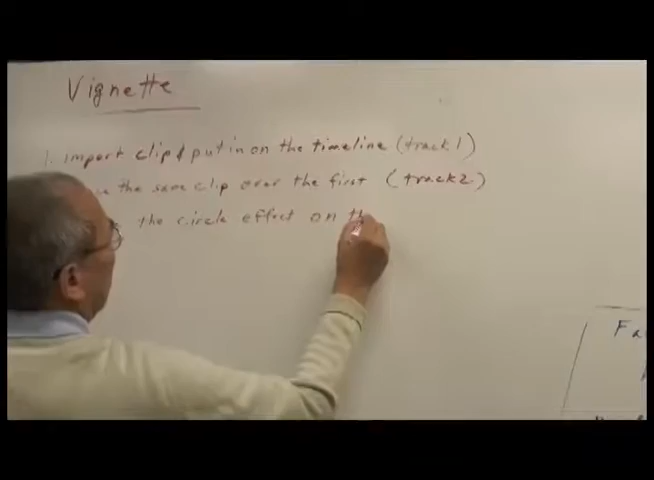 Vignette
1. import clip & put in on the timeline (track 1)
the same clip over the first (track 2)
the circle effect on th
Fa